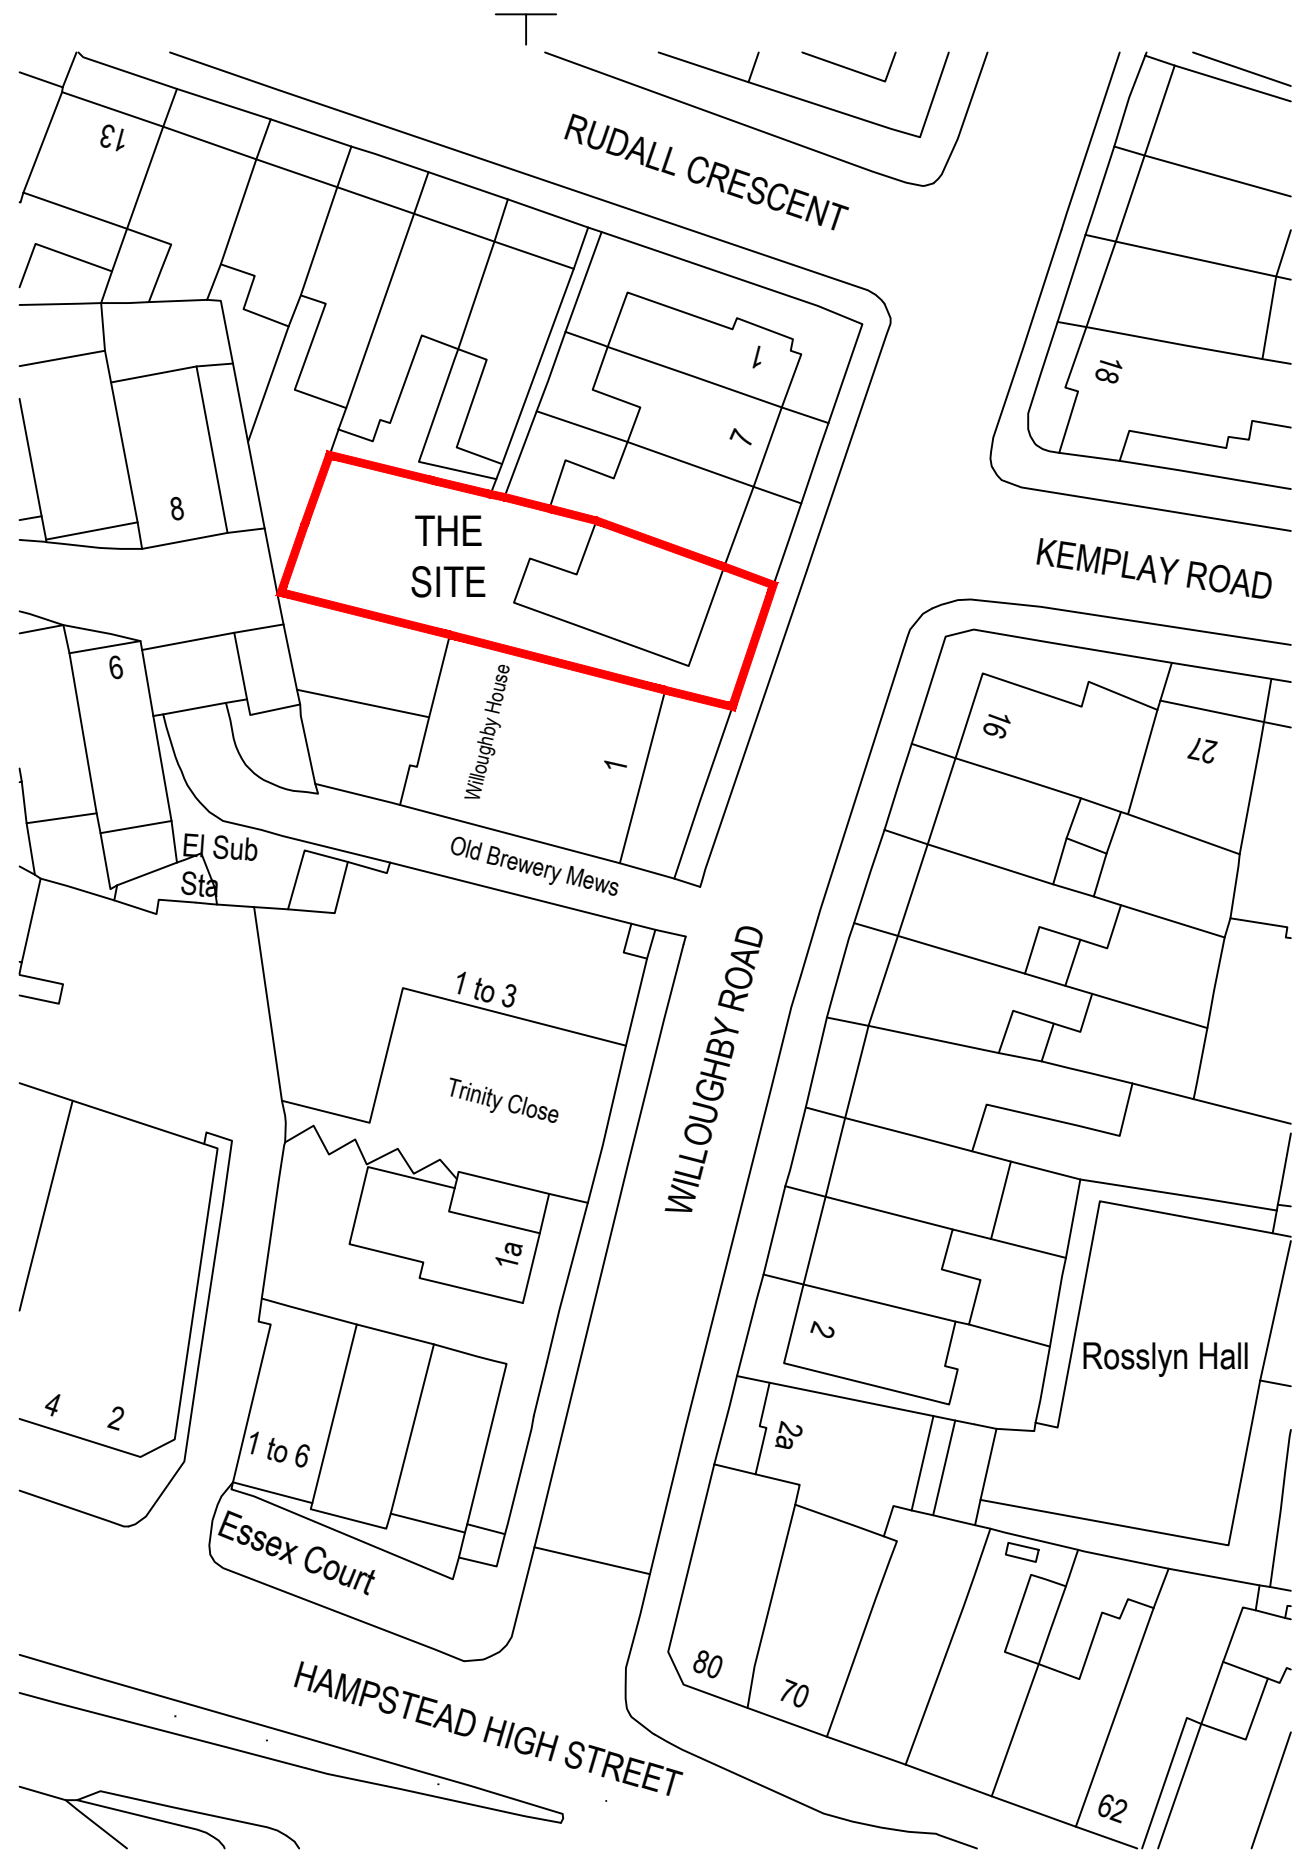 RUDALL CRESCENT
13
1
7
18
8
THE
SITE
KEMPLAY ROAD
6
Willoughby House
1
16
27
El Sub
Sta
Old Brewery Mews
WILLOUGHBY ROAD
1 to 3
Trinity Close
1a
2
Rosslyn Hall
4
2
1 to 6
2a
Essex Court
HAMPSTEAD HIGH STREET
80
70
62